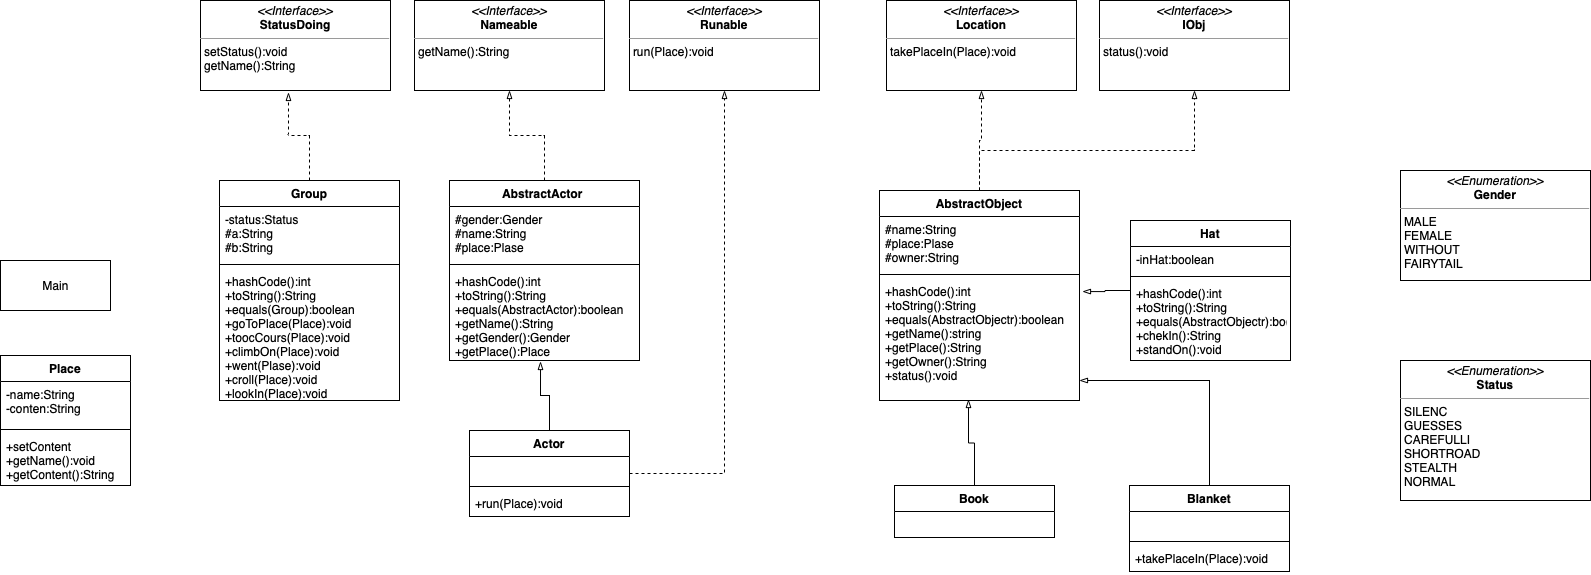 <<Interface>>
StatusDoing
setStatus():void
getName():String
<<Interface>>
Nameable
getName():String
<<Interface>>
Runable
run(Place):void
<<Interface>>
Location
takePlaceIn(Place):void
<<Interface>>
IObj
status():void
Group
-status:Status
#a:String
#b:String
+hashCode():int
+toString():String
+equals(Group):boolean
+goToPlace(Place):void
+toocCours(Place):void
+climbOn(Place):void
+went(Plase):void
+croll(Place):void
+lookIn(Place):void
AbstractActor
#gender:Gender
#name:String
#place:Plase
+hashCode():int
+toString():String
+equals(AbstractActor):boolean
+getName():String
+getGender():Gender
+getPlace():Place
AbstractObject
#name:String
#place:Plase
#owner:String
+hashCode():int
+toString():String
+equals(AbstractObjectr):boolean
+getName():string
+getPlace():String
+getOwner():String
+status():void
Hat
-inHat:boolean
+hashCode():int
+toString():String
+equals(AbstractObjectr):boo
+chekIn():String
+standOn():void
<<Enumeration>>
Gender
MALE
FEMALE
WITHOUT
FAIRYTAIL
Main
Place
-name:String
-conten:String
+setContent
+getName():void
+getContent():String
Actor
+run(Place):void
Book
Blanket
+takePlaceIn(Place):void
<<Enumeration>>
Status
SILENC
GUESSES
CAREFULLI
SHORTROAD
STEALTH
NORMAL